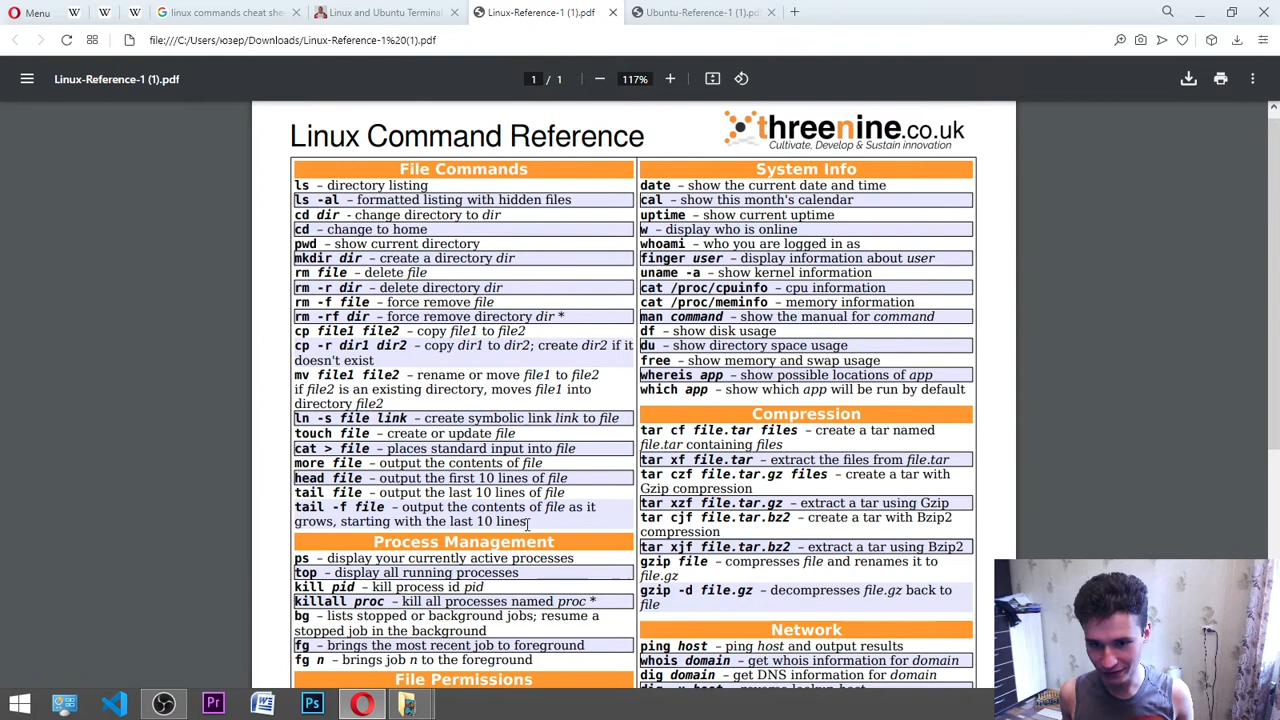 Menu
linux commands cheat she
Linux and Ubuntu Terminal
Linux-Reference-1 (1).pdf
Ubuntu-Reference-1 (1).pd
file:///C:/Users/юзер/Downloads/Linux-Reference-1%20(1).pdf
Linux-Reference-1 (1).pdf
1 / 1
117%
Linux Command Reference
threenine.co.uk
Cultivate, Develop & Sustain innovation
File Commands
ls – directory listing
ls -al – formatted listing with hidden files
cd dir - change directory to dir
cd – change to home
pwd – show current directory
mkdir dir – create a directory dir
rm file – delete file
rm -r dir – delete directory dir
rm -f file – force remove file
rm -rf dir – force remove directory dir *
cp file1 file2 – copy file1 to file2
cp -r dir1 dir2 – copy dir1 to dir2; create dir2 if it
doesn't exist
mv file1 file2 – rename or move file1 to file2
if file2 is an existing directory, moves file1 into
directory file2
ln -s file link – create symbolic link link to file
touch file – create or update file
cat > file – places standard input into file
more file – output the contents of file
head file – output the first 10 lines of file
tail file – output the last 10 lines of file
tail -f file – output the contents of file as it
grows, starting with the last 10 lines
Process Management
ps – display your currently active processes
top – display all running processes
kill pid – kill process id pid
killall proc – kill all processes named proc *
bg – lists stopped or background jobs; resume a
stopped job in the background
fg – brings the most recent job to foreground
fg n – brings job n to the foreground
File Permissions
System Info
date – show the current date and time
cal – show this month's calendar
uptime – show current uptime
w – display who is online
whoami – who you are logged in as
finger user – display information about user
uname -a – show kernel information
cat /proc/cpuinfo – cpu information
cat /proc/meminfo – memory information
man command – show the manual for command
df – show disk usage
du – show directory space usage
free – show memory and swap usage
whereis app – show possible locations of app
which app – show which app will be run by default
Compression
tar cf file.tar files – create a tar named
file.tar containing files
tar xf file.tar – extract the files from file.tar
tar czf file.tar.gz files – create a tar with
Gzip compression
tar xzf file.tar.gz – extract a tar using Gzip
tar cjf file.tar.bz2 – create a tar with Bzip2
compression
tar xjf file.tar.bz2 – extract a tar using Bzip2
gzip file – compresses file and renames it to
file.gz
gzip -d file.gz – decompresses file.gz back to
file
Network
ping host – ping host and output results
whois domain – get whois information for domain
dig domain – get DNS information for domain